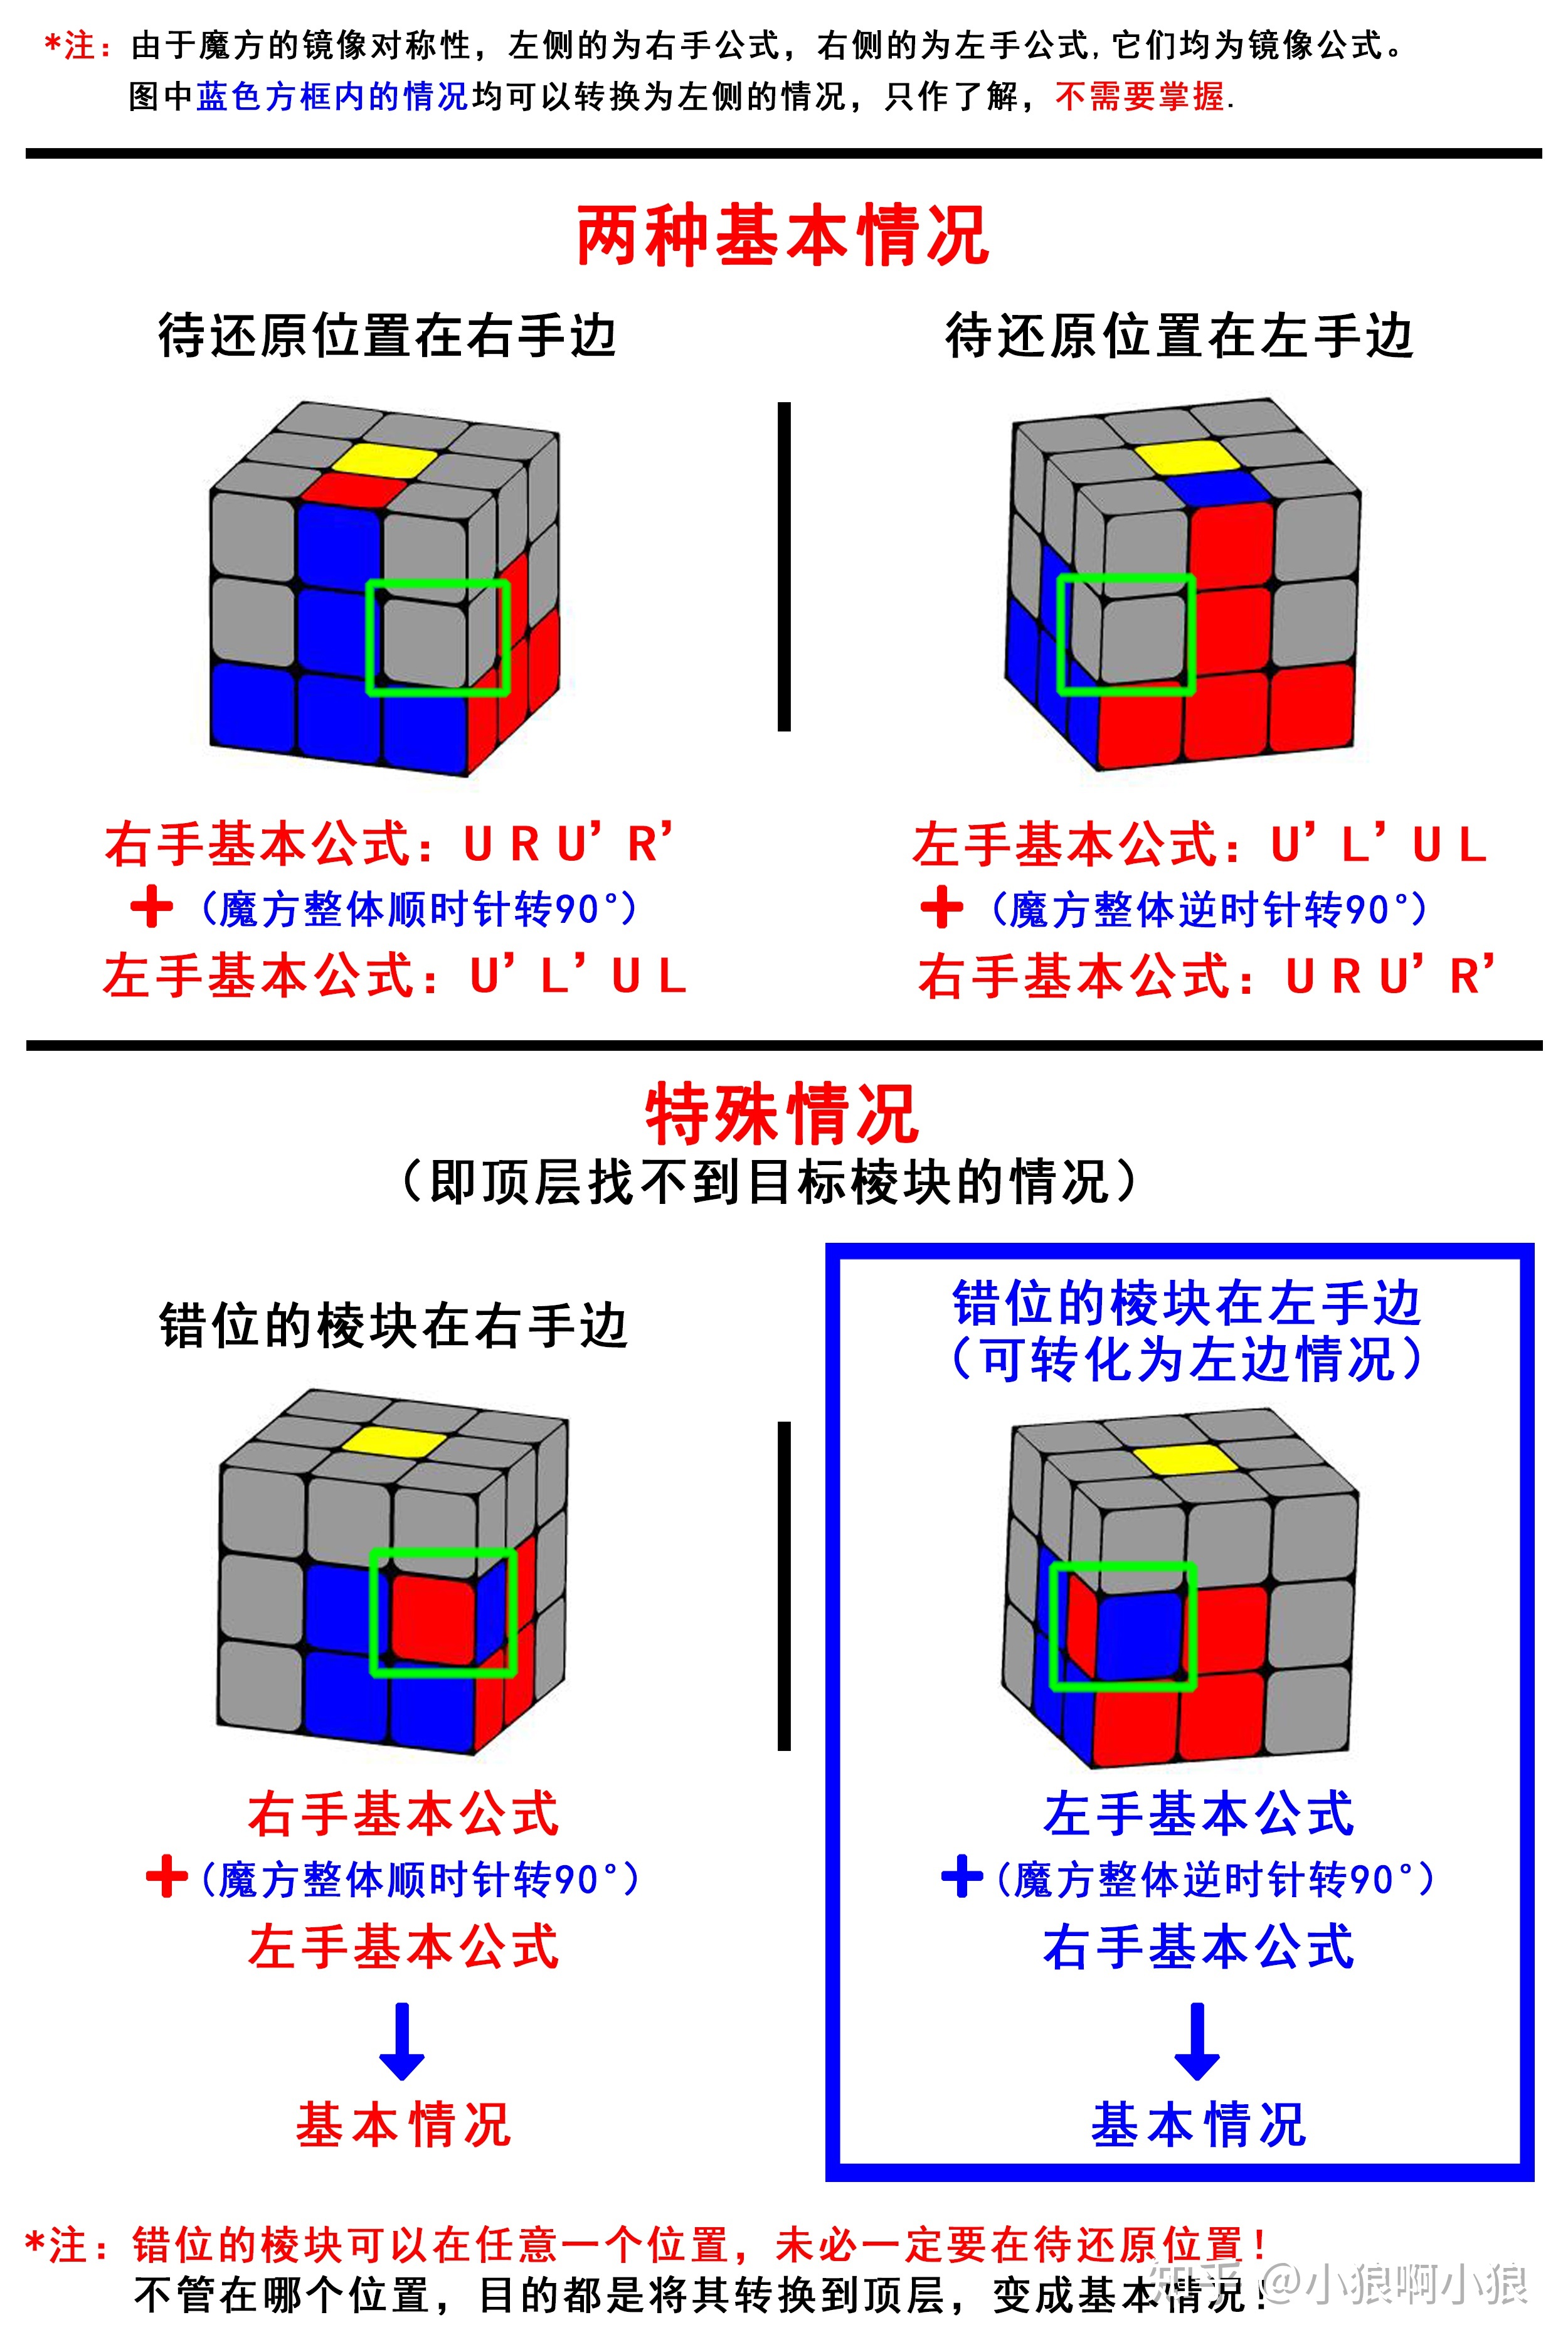 *注：由于魔方的镜像对称性，左侧的为右手公式，右侧的为左手公式,它们均为镜像公式。
图中蓝色方框内的情况均可以转换为左侧的情况，只作了解，不需要掌握.
两种基本情况
待还原位置在右手边
待还原位置在左手边
右手基本公式：U R U’ R’
+（魔方整体顺时针转90°）
左手基本公式：U’ L’ U L
左手基本公式：U’ L’ U L
+（魔方整体逆时针转90°）
右手基本公式：U R U’ R’
特殊情况
（即顶层找不到目标棱块的情况）
错位的棱块在右手边
错位的棱块在左手边
（可转化为左边情况）
右手基本公式
+（魔方整体顺时针转90°）
左手基本公式
基本情况
左手基本公式
+（魔方整体逆时针转90°）
右手基本公式
基本情况
*注：错位的棱块可以在任意一个位置，未必一定要在待还原位置！
不管在哪个位置，目的都是将其转换到顶层，变成基本情况！
知乎 @小狼啊小狼